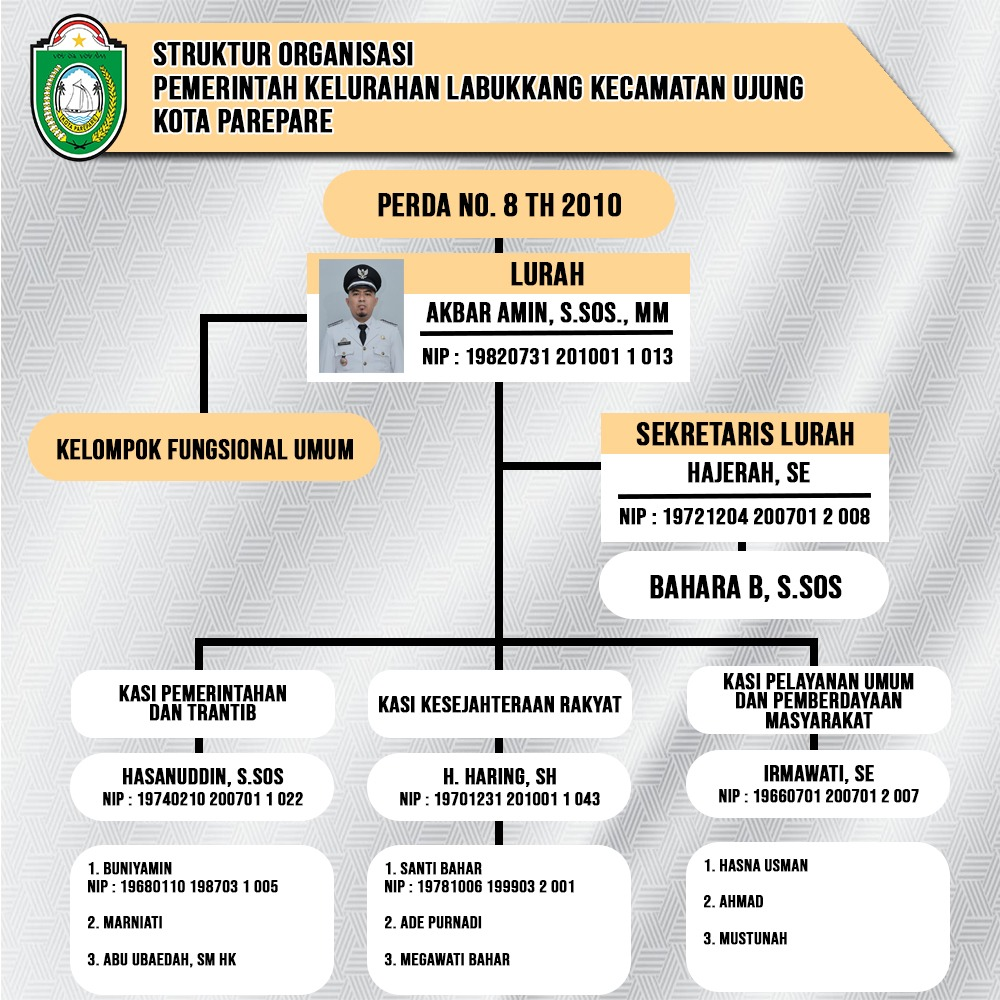 STRUKTUR ORGANISASI
PEMERINTAH KELURAHAN LABUKKANG KECAMATAN UJUNG
KOTA PAREPARE
KOTA PAREPARE
PERDA NO. 8 TH 2010
LURAH
AKBAR AMIN, S.SOS., MM
NIP : 19820731 201001 1 013
KELOMPOK FUNGSIONAL UMUM
SEKRETARIS LURAH
HAJERAH, SE
NIP : 19721204 200701 2 008
BAHARA B, S.SOS
KASI PEMERINTAHAN
DAN TRANTIB
HASANUDDIN, S.SOS
NIP : 19740210 200701 1 022
1. BUNIYAMIN
NIP : 19680110 198703 1 005
2. MARNIATI
3. ABU UBAEDAH, SM HK
KASI KESEJAHTERAAN RAKYAT
H. HARING, SH
NIP : 19701231 201001 1 043
1. SANTI BAHAR
NIP : 19781006 199903 2 001
2. ADE PURNADI
3. MEGAWATI BAHAR
KASI PELAYANAN UMUM
DAN PEMBERDAYAAN
MASYARAKAT
IRMAWATI, SE
NIP : 19660701 200701 2 007
1. HASNA USMAN
2. AHMAD
3. MUSTUNAH